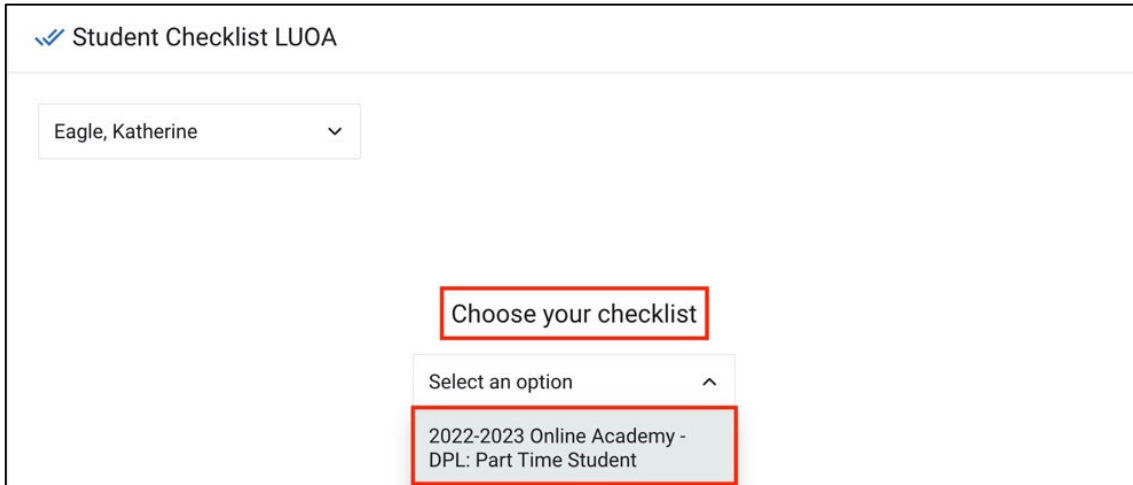 Student Checklist LUOA
Eagle, Katherine
Choose your checklist
Select an option
2022-2023 Online Academy -
DPL: Part Time Student